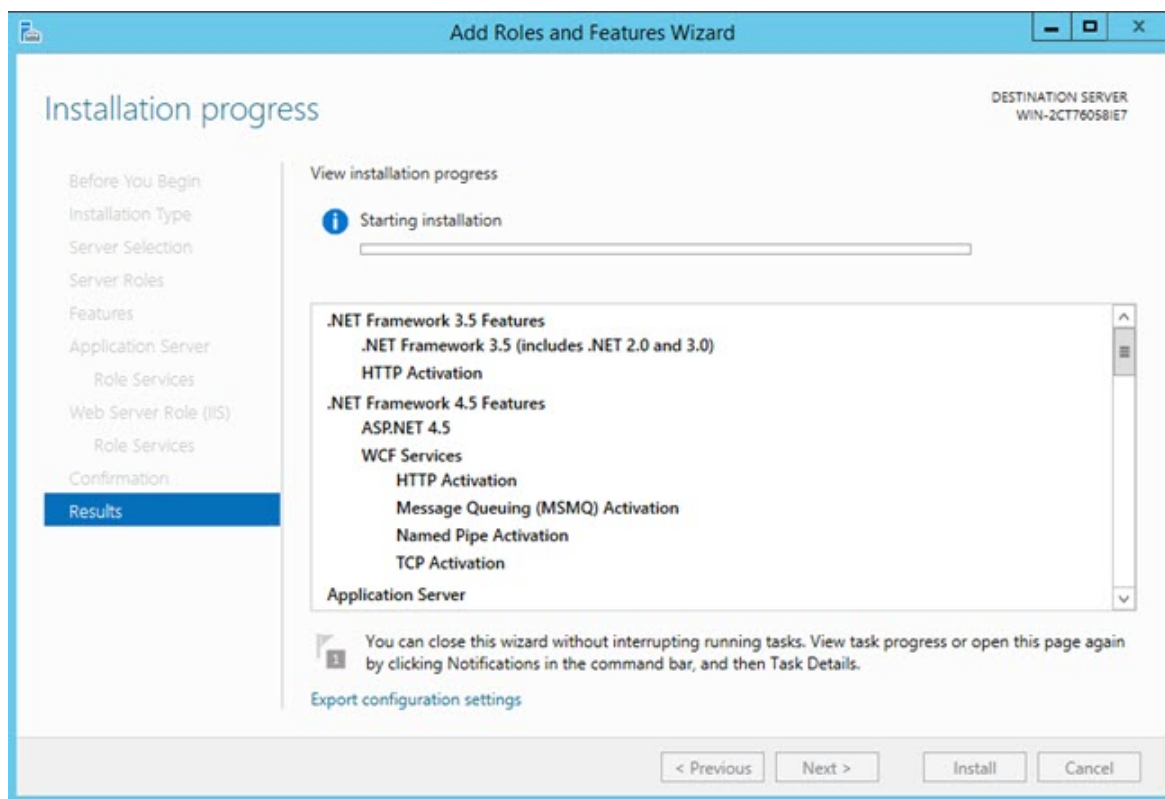 Add Roles and Features Wizard
Installation progress
DESTINATION SERVER
WIN-2CT76058IE7
Before You Begin
Installation Type
Server Selection
Server Roles
Features
Application Server
Role Services
Web Server Role (IIS)
Role Services
Confirmation
Results
View installation progress
Starting installation
.NET Framework 3.5 Features
.NET Framework 3.5 (includes .NET 2.0 and 3.0)
HTTP Activation
.NET Framework 4.5 Features
ASP.NET 4.5
WCF Services
HTTP Activation
Message Queuing (MSMQ) Activation
Named Pipe Activation
TCP Activation
Application Server
1
You can close this wizard without interrupting running tasks. View task progress or open this page again
by clicking Notifications in the command bar, and then Task Details.
Export configuration settings
< Previous
Next >
Install
Cancel